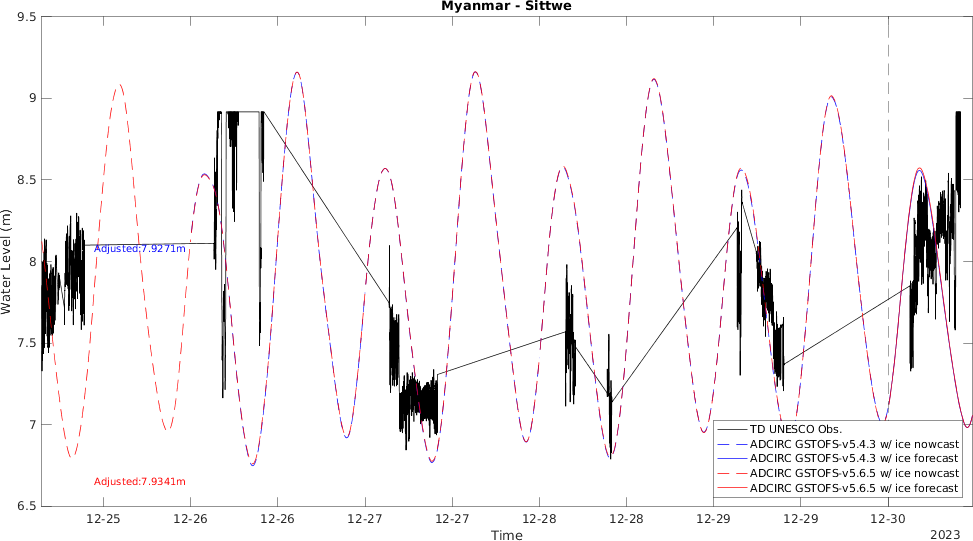 Myanmar - Sittwe
9.5
9
8.5
8
7.5
7
6.5
Water Level (m)
Adjusted:7.9271m
Adjusted:7.9341m
TD UNESCO Obs.
ADCIRC GSTOFS-v5.4.3 w/ ice nowcast
ADCIRC GSTOFS-v5.4.3 w/ ice forecast
ADCIRC GSTOFS-v5.6.5 w/ ice nowcast
ADCIRC GSTOFS-v5.6.5 w/ ice forecast
12-25 12-26 12-26 12-27 12-27 12-28 12-28 12-29 12-29 12-30
Time
2023